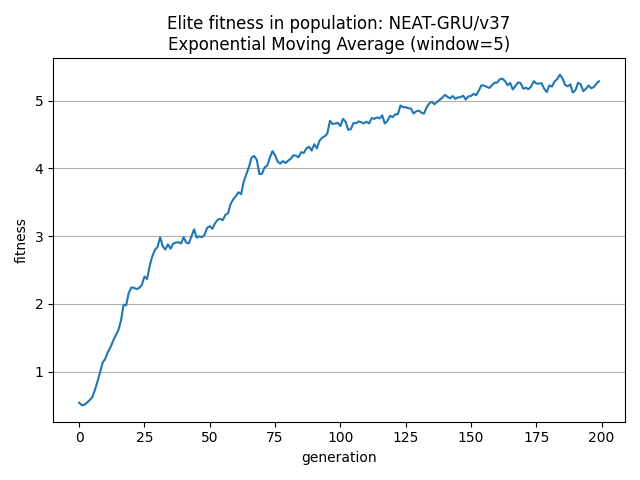 Elite fitness in population: NEAT-GRU/v37
Exponential Moving Average (window=5)
fitness
5
4
3
2
1
0 25 50 75 100 125 150 175 200
generation